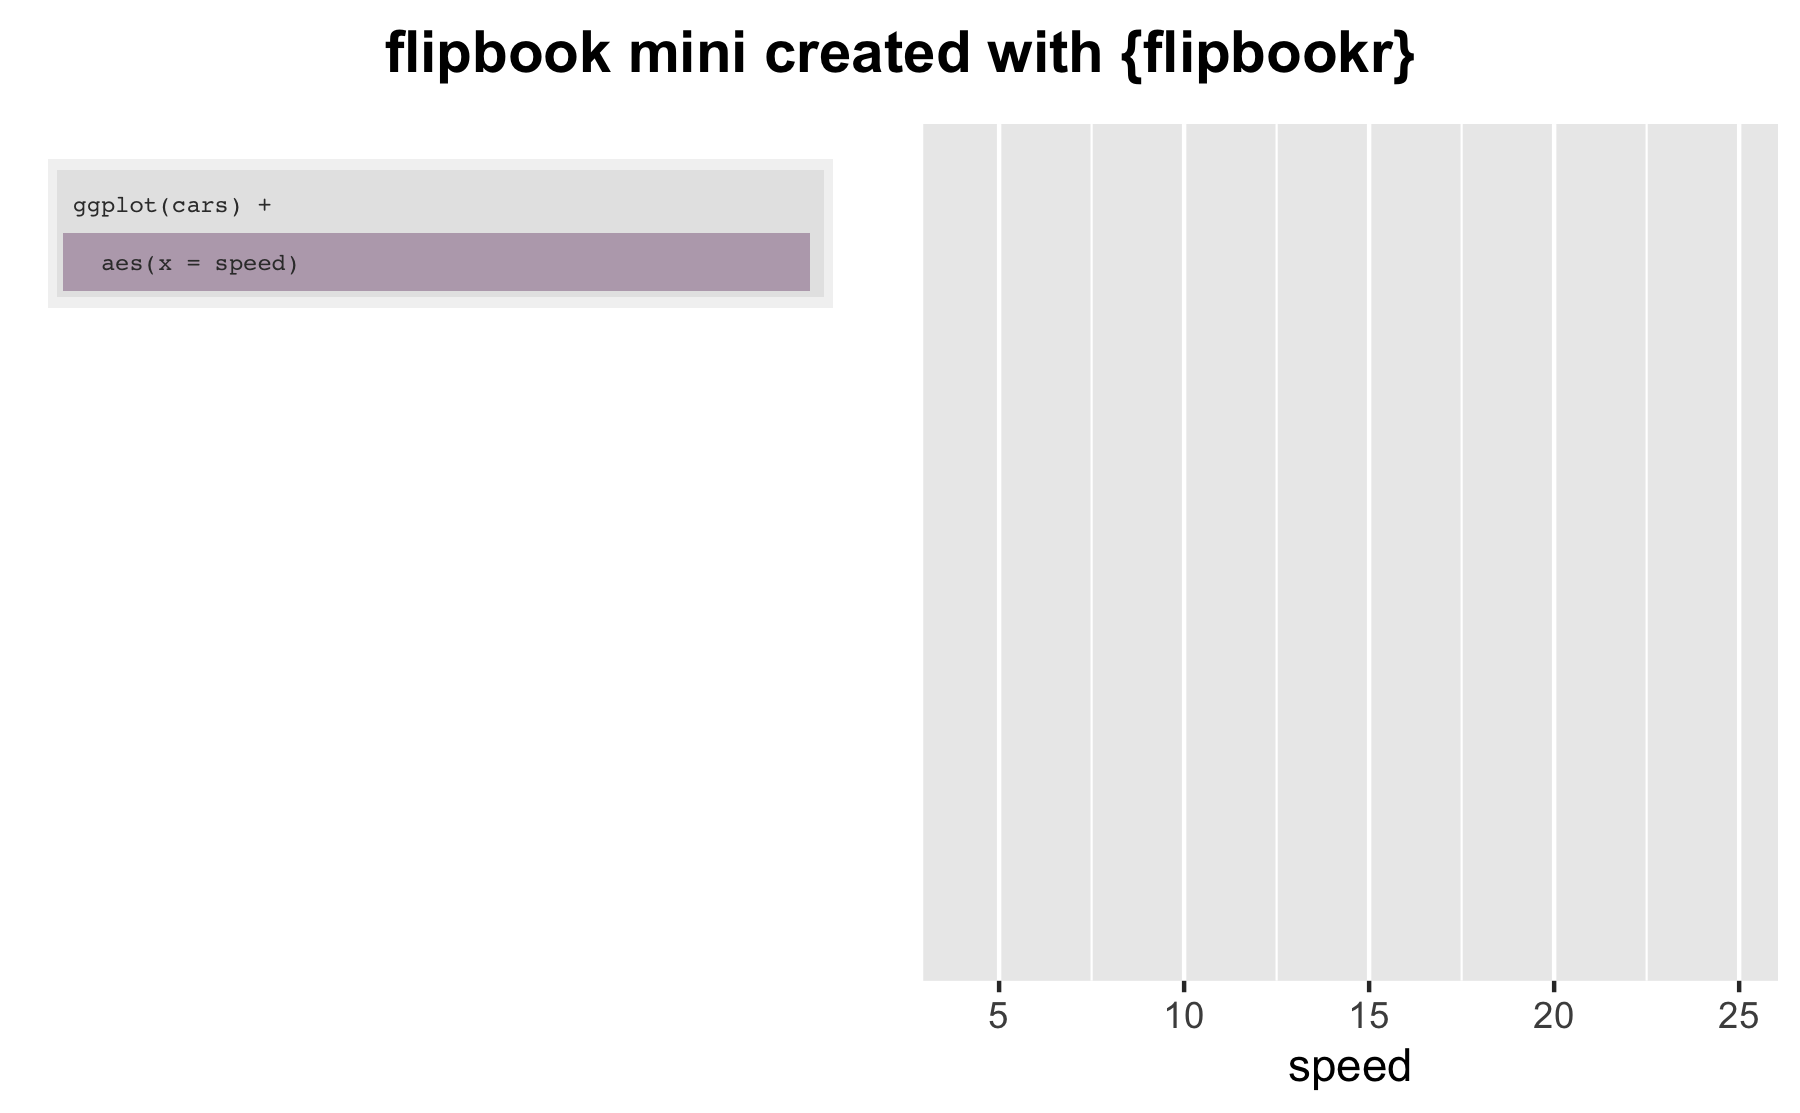 flipbook mini created with {flipbookr}
ggplot(cars) +
  aes(x = speed)
5 10 15 20 25
speed